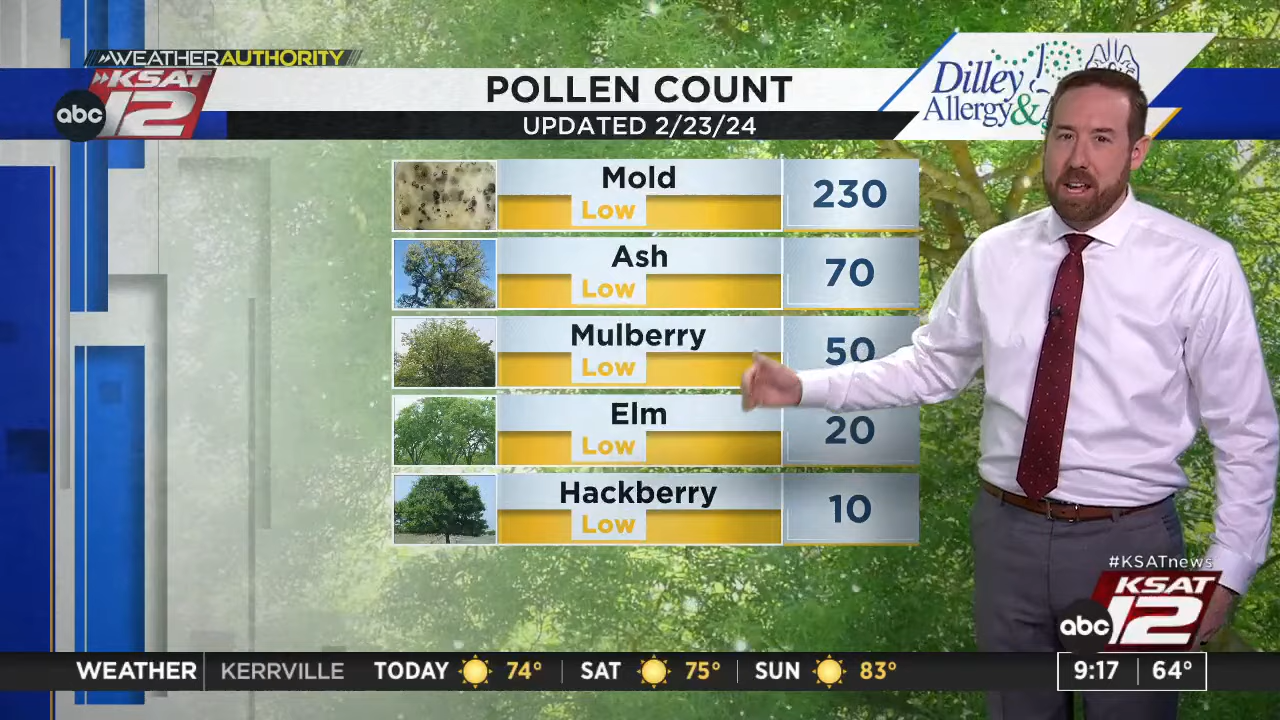 WEATHERAUTHORITY
KSAT
abc 12
POLLEN COUNT
UPDATED 2/23/24
Dilley
Allergy &
Mold
Low
230
Ash
Low
70
Mulberry
Low
50
Elm
Low
20
Hackberry
Low
10
#KSATnews
KSAT
abc 12
WEATHER KERRVILLE TODAY 74° SAT 75° SUN 83°
9:17 64°